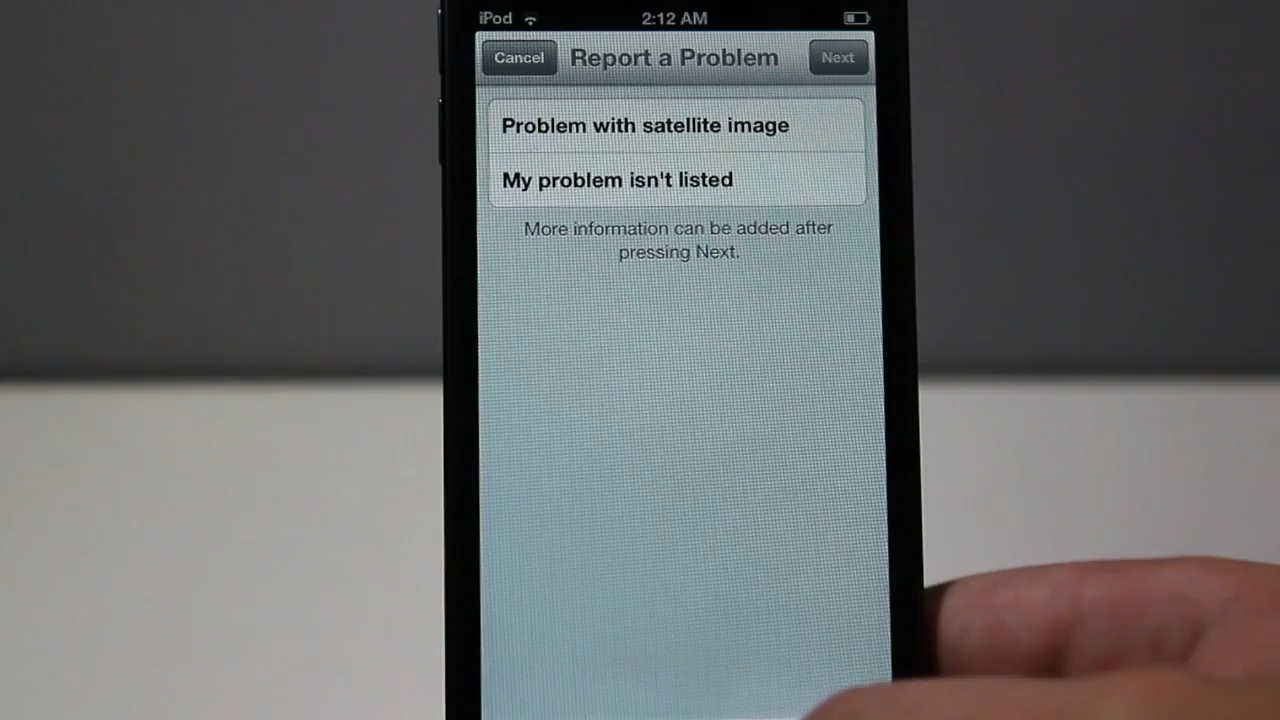 iPod 2:12 AM
Cancel Report a Problem Next
Problem with satellite image
My problem isn't listed
More information can be added after
pressing Next.